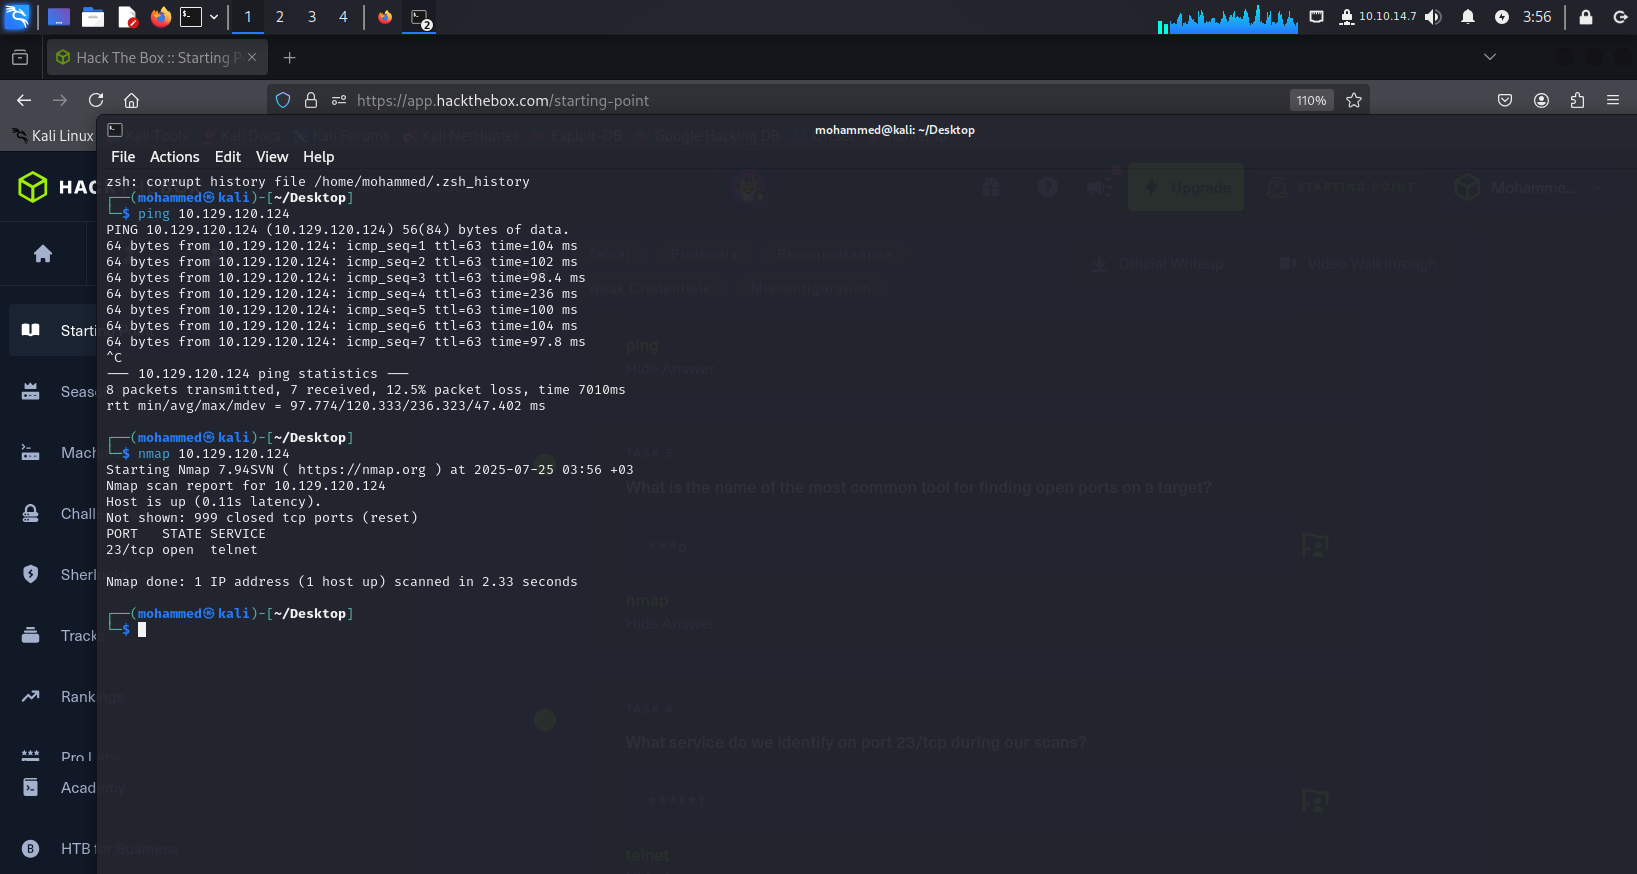 1 2 3 4 2 10.10.14.7 3:56
Hack The Box :: Starting P
https://app.hackthebox.com/starting-point 110%
Kali Linux Kali Tools Kali Docs Kali Forums Kali NetHunter Exploit-DB Google Hacking DB
mohammed@kali: ~/Desktop
File Actions Edit View Help
HACK
Upgrade
STARTING POINT
Mohamme...
zsh: corrupt history file /home/mohammed/.zsh_history
┌──(mohammed㉿kali)-[~/Desktop]
└─$ ping 10.129.120.124
PING 10.129.120.124 (10.129.120.124) 56(84) bytes of data.
64 bytes from 10.129.120.124: icmp_seq=1 ttl=63 time=104 ms
64 bytes from 10.129.120.124: icmp_seq=2 ttl=63 time=102 ms
64 bytes from 10.129.120.124: icmp_seq=3 ttl=63 time=98.4 ms
64 bytes from 10.129.120.124: icmp_seq=4 ttl=63 time=236 ms
64 bytes from 10.129.120.124: icmp_seq=5 ttl=63 time=100 ms
64 bytes from 10.129.120.124: icmp_seq=6 ttl=63 time=104 ms
64 bytes from 10.129.120.124: icmp_seq=7 ttl=63 time=97.8 ms
^C
--- 10.129.120.124 ping statistics ---
8 packets transmitted, 7 received, 12.5% packet loss, time 7010ms
rtt min/avg/max/mdev = 97.774/120.333/236.323/47.402 ms
┌──(mohammed㉿kali)-[~/Desktop]
└─$ nmap 10.129.120.124
Starting Nmap 7.94SVN ( https://nmap.org ) at 2025-07-25 03:56 +03
Nmap scan report for 10.129.120.124
Host is up (0.11s latency).
Not shown: 999 closed tcp ports (reset)
PORT   STATE SERVICE
23/tcp open  telnet
Nmap done: 1 IP address (1 host up) scanned in 2.33 seconds
┌──(mohammed㉿kali)-[~/Desktop]
└─$
Telnet Protocols Reconnaissance
Official Writeup Video Walkthrough
Weak Credentials Misconfiguration
ping
Hide Answer
TASK 5
What is the name of the most common tool for finding open ports on a target?
***p
nmap
Hide Answer
TASK 6
What service do we identify on port 23/tcp during our scans?
*****t
telnet
Starti
Seas
Mach
Chall
Sherl
Tracks
Rankings
Pro Labs
Academy
HTB for Business